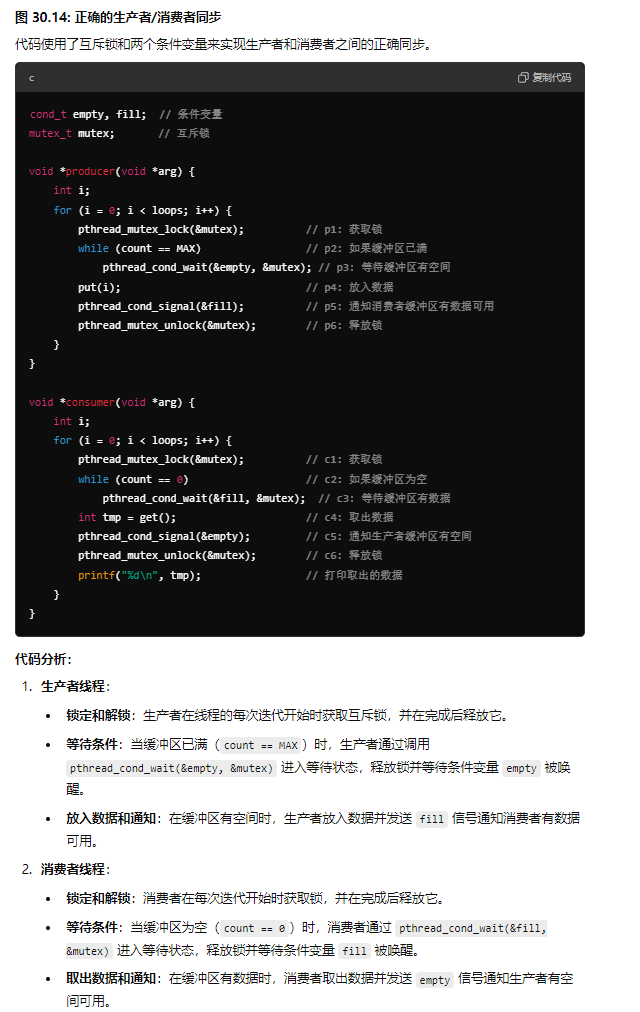 图 30.14: 正确的生产者/消费者同步
代码使用了互斥锁和两个条件变量来实现生产者和消费者之间的正确同步。
c 复制代码
cond_t empty, fill;  // 条件变量
mutex_t mutex;       // 互斥锁
void *producer(void *arg) {
    int i;
    for (i = 0; i < loops; i++) {
        pthread_mutex_lock(&mutex);          // p1: 获取锁
        while (count == MAX)                 // p2: 如果缓冲区已满
            pthread_cond_wait(&empty, &mutex); // p3: 等待缓冲区有空间
        put(i);                              // p4: 放入数据
        pthread_cond_signal(&fill);          // p5: 通知消费者缓冲区有数据可用
        pthread_mutex_unlock(&mutex);        // p6: 释放锁
    }
}
void *consumer(void *arg) {
    int i;
    for (i = 0; i < loops; i++) {
        pthread_mutex_lock(&mutex);          // c1: 获取锁
        while (count == 0)                   // c2: 如果缓冲区为空
            pthread_cond_wait(&fill, &mutex);  // c3: 等待缓冲区有数据
        int tmp = get();                     // c4: 取出数据
        pthread_cond_signal(&empty);         // c5: 通知生产者缓冲区有空间
        pthread_mutex_unlock(&mutex);        // c6: 释放锁
        printf("%d\n", tmp);                 // 打印取出的数据
    }
}
代码分析：
1. 生产者线程：
• 锁定和解锁：生产者在线程的每次迭代开始时获取互斥锁，并在完成后释放它。
• 等待条件：当缓冲区已满（ count == MAX ）时，生产者通过调用
pthread_cond_wait(&empty, &mutex) 进入等待状态，释放锁并等待条件变量 empty 被唤
醒。
• 放入数据和通知：在缓冲区有空间时，生产者放入数据并发送 fill 信号通知消费者有数据
可用。
2. 消费者线程：
• 锁定和解锁：消费者在每次迭代开始时获取锁，并在完成后释放它。
• 等待条件：当缓冲区为空（ count == 0 ）时，消费者通过 pthread_cond_wait(&fill,
&mutex) 进入等待状态，释放锁并等待条件变量 fill 被唤醒。
• 取出数据和通知：在缓冲区有数据时，消费者取出数据并发送 empty 信号通知生产者有空
间可用。